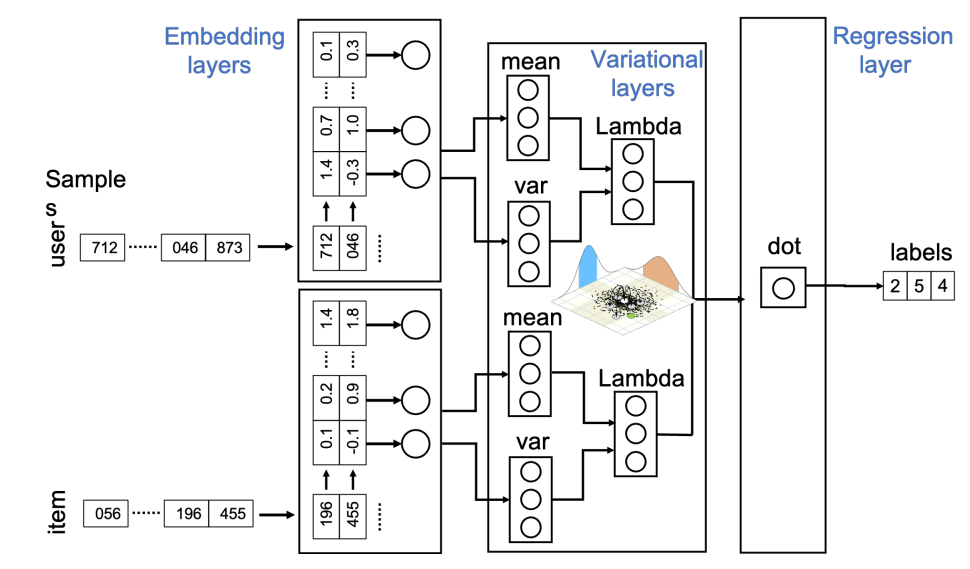 Embedding
layers
Variational
layers
Regression
layer
Sample
s
user
712 ...... 046 873
0.1 0.3
...... ......
0.7 1.0
1.4 -0.3
712 046 ......
mean
var
Lambda
item
056 ...... 196 455
1.4 1.8
...... ......
0.2 0.9
0.1 -0.1
196 455 ......
mean
var
Lambda
dot
labels
2 5 4